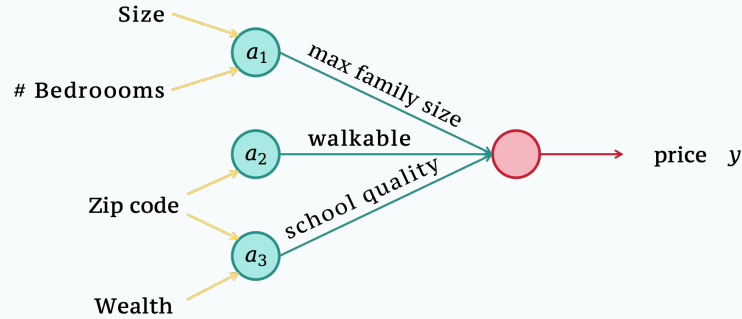 Size
# Bedroooms
a1
max family size
a2
walkable
Zip code
a3
school quality
Wealth
price y